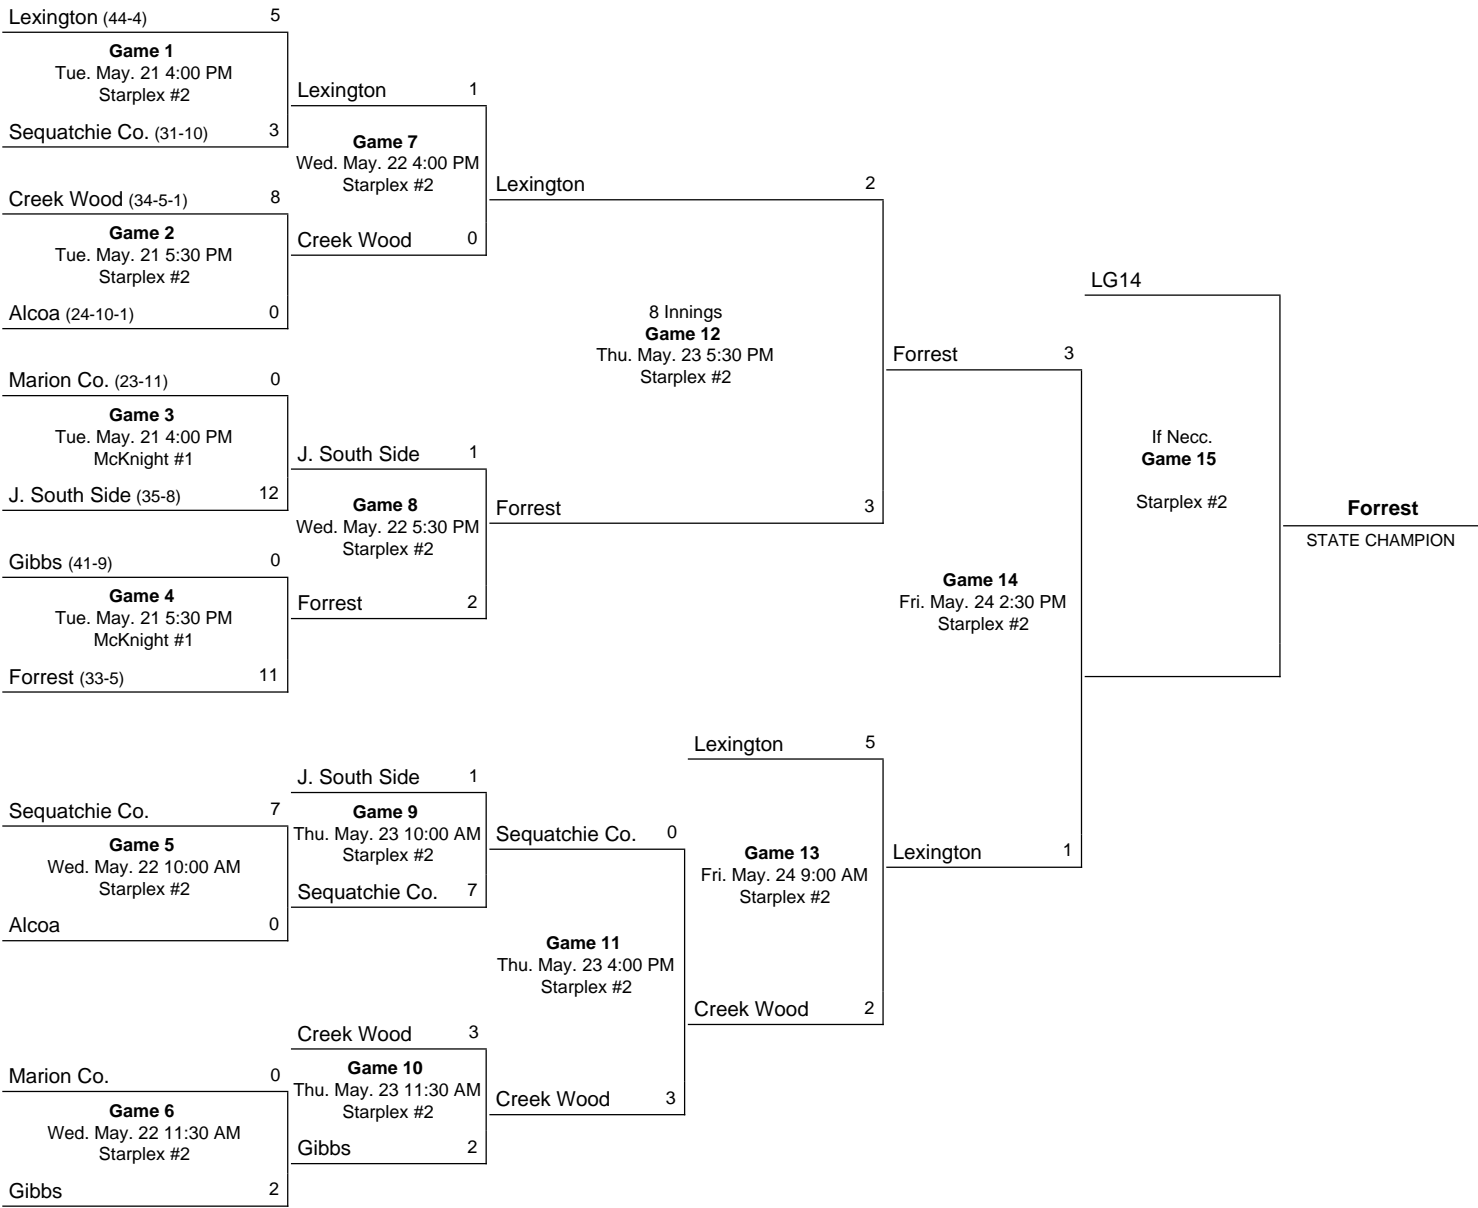 Lexington (44-4) 5
Game 1
Tue. May. 21 4:00 PM
Starplex #2
Sequatchie Co. (31-10) 3
Creek Wood (34-5-1) 8
Game 2
Tue. May. 21 5:30 PM
Starplex #2
Alcoa (24-10-1) 0
Marion Co. (23-11) 0
Game 3
Tue. May. 21 4:00 PM
McKnight #1
J. South Side (35-8) 12
Gibbs (41-9) 0
Game 4
Tue. May. 21 5:30 PM
McKnight #1
Forrest (33-5) 11
Sequatchie Co. 7
Game 5
Wed. May. 22 10:00 AM
Starplex #2
Alcoa 0
Marion Co. 0
Game 6
Wed. May. 22 11:30 AM
Starplex #2
Gibbs 2
Lexington 1
Game 7
Wed. May. 22 4:00 PM
Starplex #2
Creek Wood 0
J. South Side 1
Game 8
Wed. May. 22 5:30 PM
Starplex #2
Forrest 2
J. South Side 1
Game 9
Thu. May. 23 10:00 AM
Starplex #2
Sequatchie Co. 7
Creek Wood 3
Game 10
Thu. May. 23 11:30 AM
Starplex #2
Gibbs 2
Lexington 2
8 Innings
Game 12
Thu. May. 23 5:30 PM
Starplex #2
Forrest 3
Sequatchie Co. 0
Game 11
Thu. May. 23 4:00 PM
Starplex #2
Creek Wood 3
Lexington 5
Game 13
Fri. May. 24 9:00 AM
Starplex #2
Creek Wood 2
Forrest 3
Game 14
Fri. May. 24 2:30 PM
Starplex #2
Lexington 1
LG14
If Necc.
Game 15
Starplex #2
Forrest
STATE CHAMPION